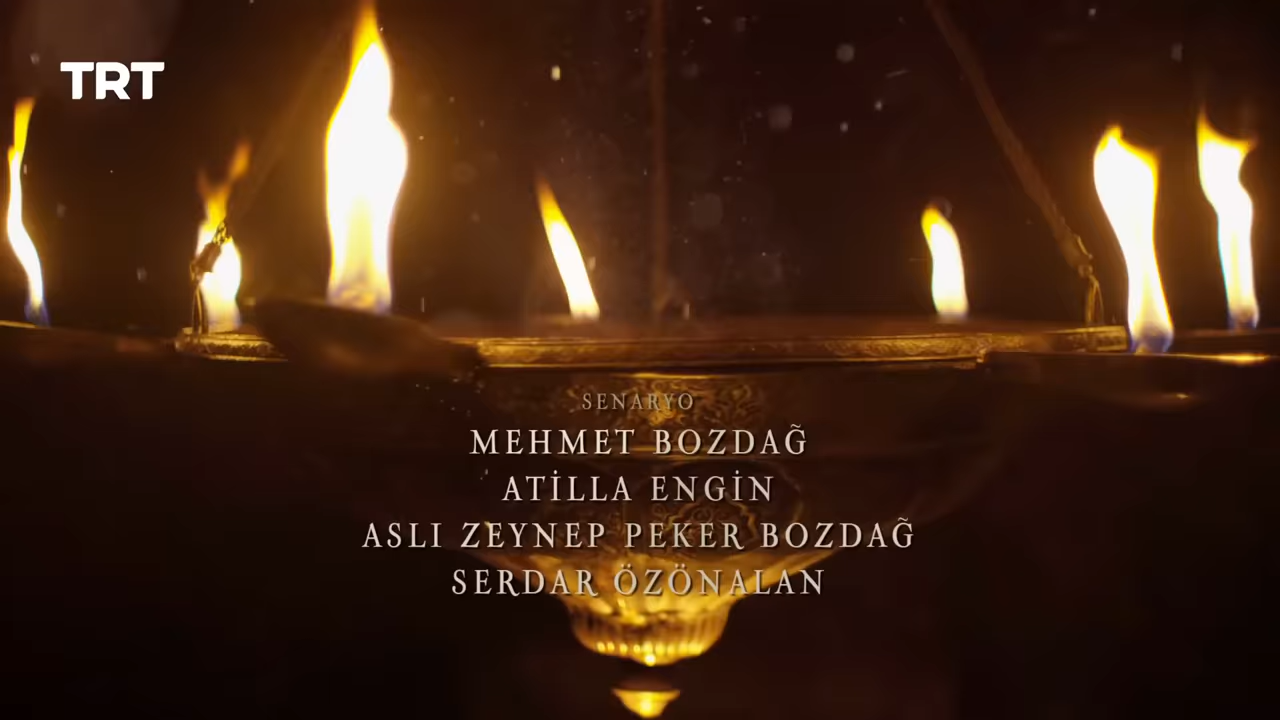 TRT
SENARYO
MEHMET BOZDAĞ
ATİLLA ENGİN
ASLI ZEYNEP PEKER BOZDAĞ
SERDAR ÖZÖNALAN